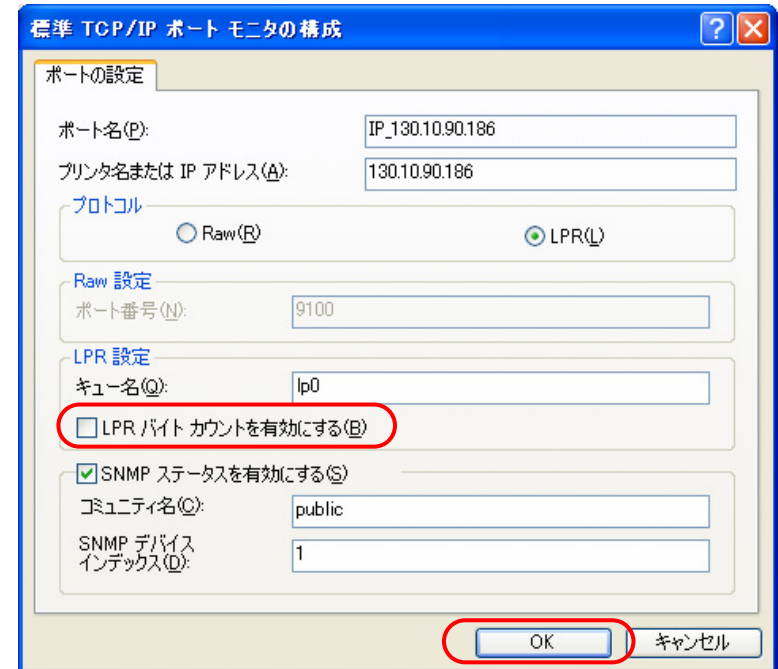 標準 TCP/IP ポート モニタの構成
ポートの設定
ポート名(P): IP_130.10.90.186
プリンタ名または IP アドレス(A): 130.10.90.186
プロトコル
Raw(R) LPR(L)
Raw 設定
ポート番号(N): 9100
LPR 設定
キュー名(Q): lp0
LPR バイト カウントを有効にする(B)
SNMP ステータスを有効にする(S)
コミュニティ名(C): public
SNMP デバイス
インデックス(D): 1
OK キャンセル